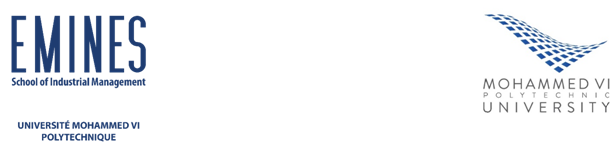 EMINES
School of Industrial Management
UNIVERSITÉ MOHAMMED VI
POLYTECHNIQUE
MOHAMMED VI
POLYTECHNIC
UNIVERSITY